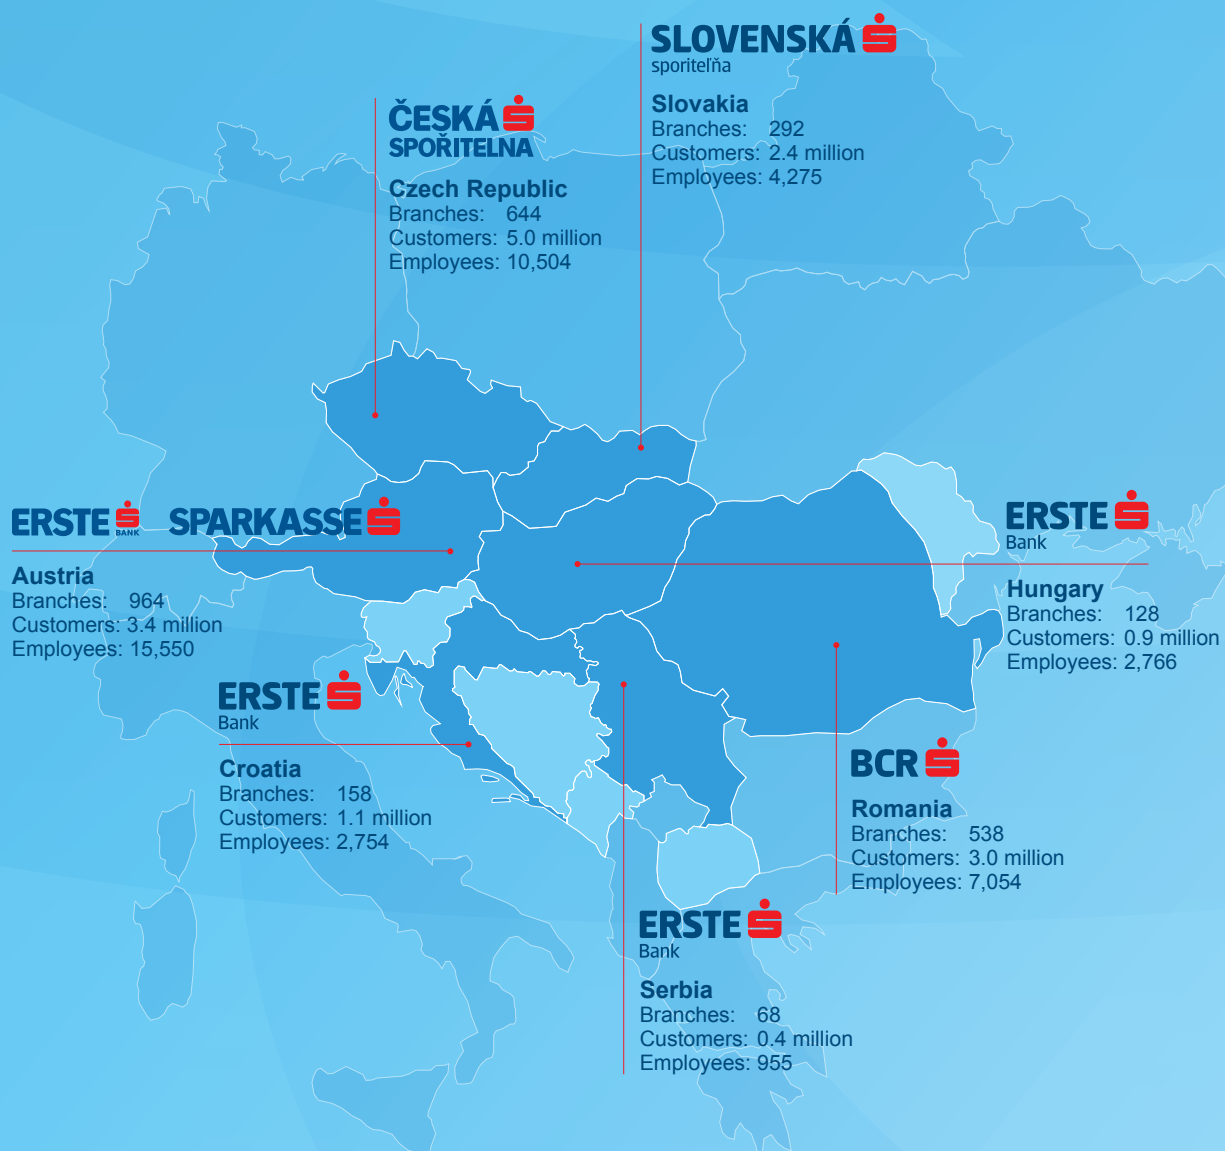 SLOVENSKÁ
sporiteľňa
Slovakia
Branches: 292
Customers: 2.4 million
Employees: 4,275
ČESKÁ
SPOŘITELNA
Czech Republic
Branches: 644
Customers: 5.0 million
Employees: 10,504
ERSTE BANK SPARKASSE
Austria
Branches: 964
Customers: 3.4 million
Employees: 15,550
ERSTE
Bank
Hungary
Branches: 128
Customers: 0.9 million
Employees: 2,766
ERSTE
Bank
Croatia
Branches: 158
Customers: 1.1 million
Employees: 2,754
BCR
Romania
Branches: 538
Customers: 3.0 million
Employees: 7,054
ERSTE
Bank
Serbia
Branches: 68
Customers: 0.4 million
Employees: 955